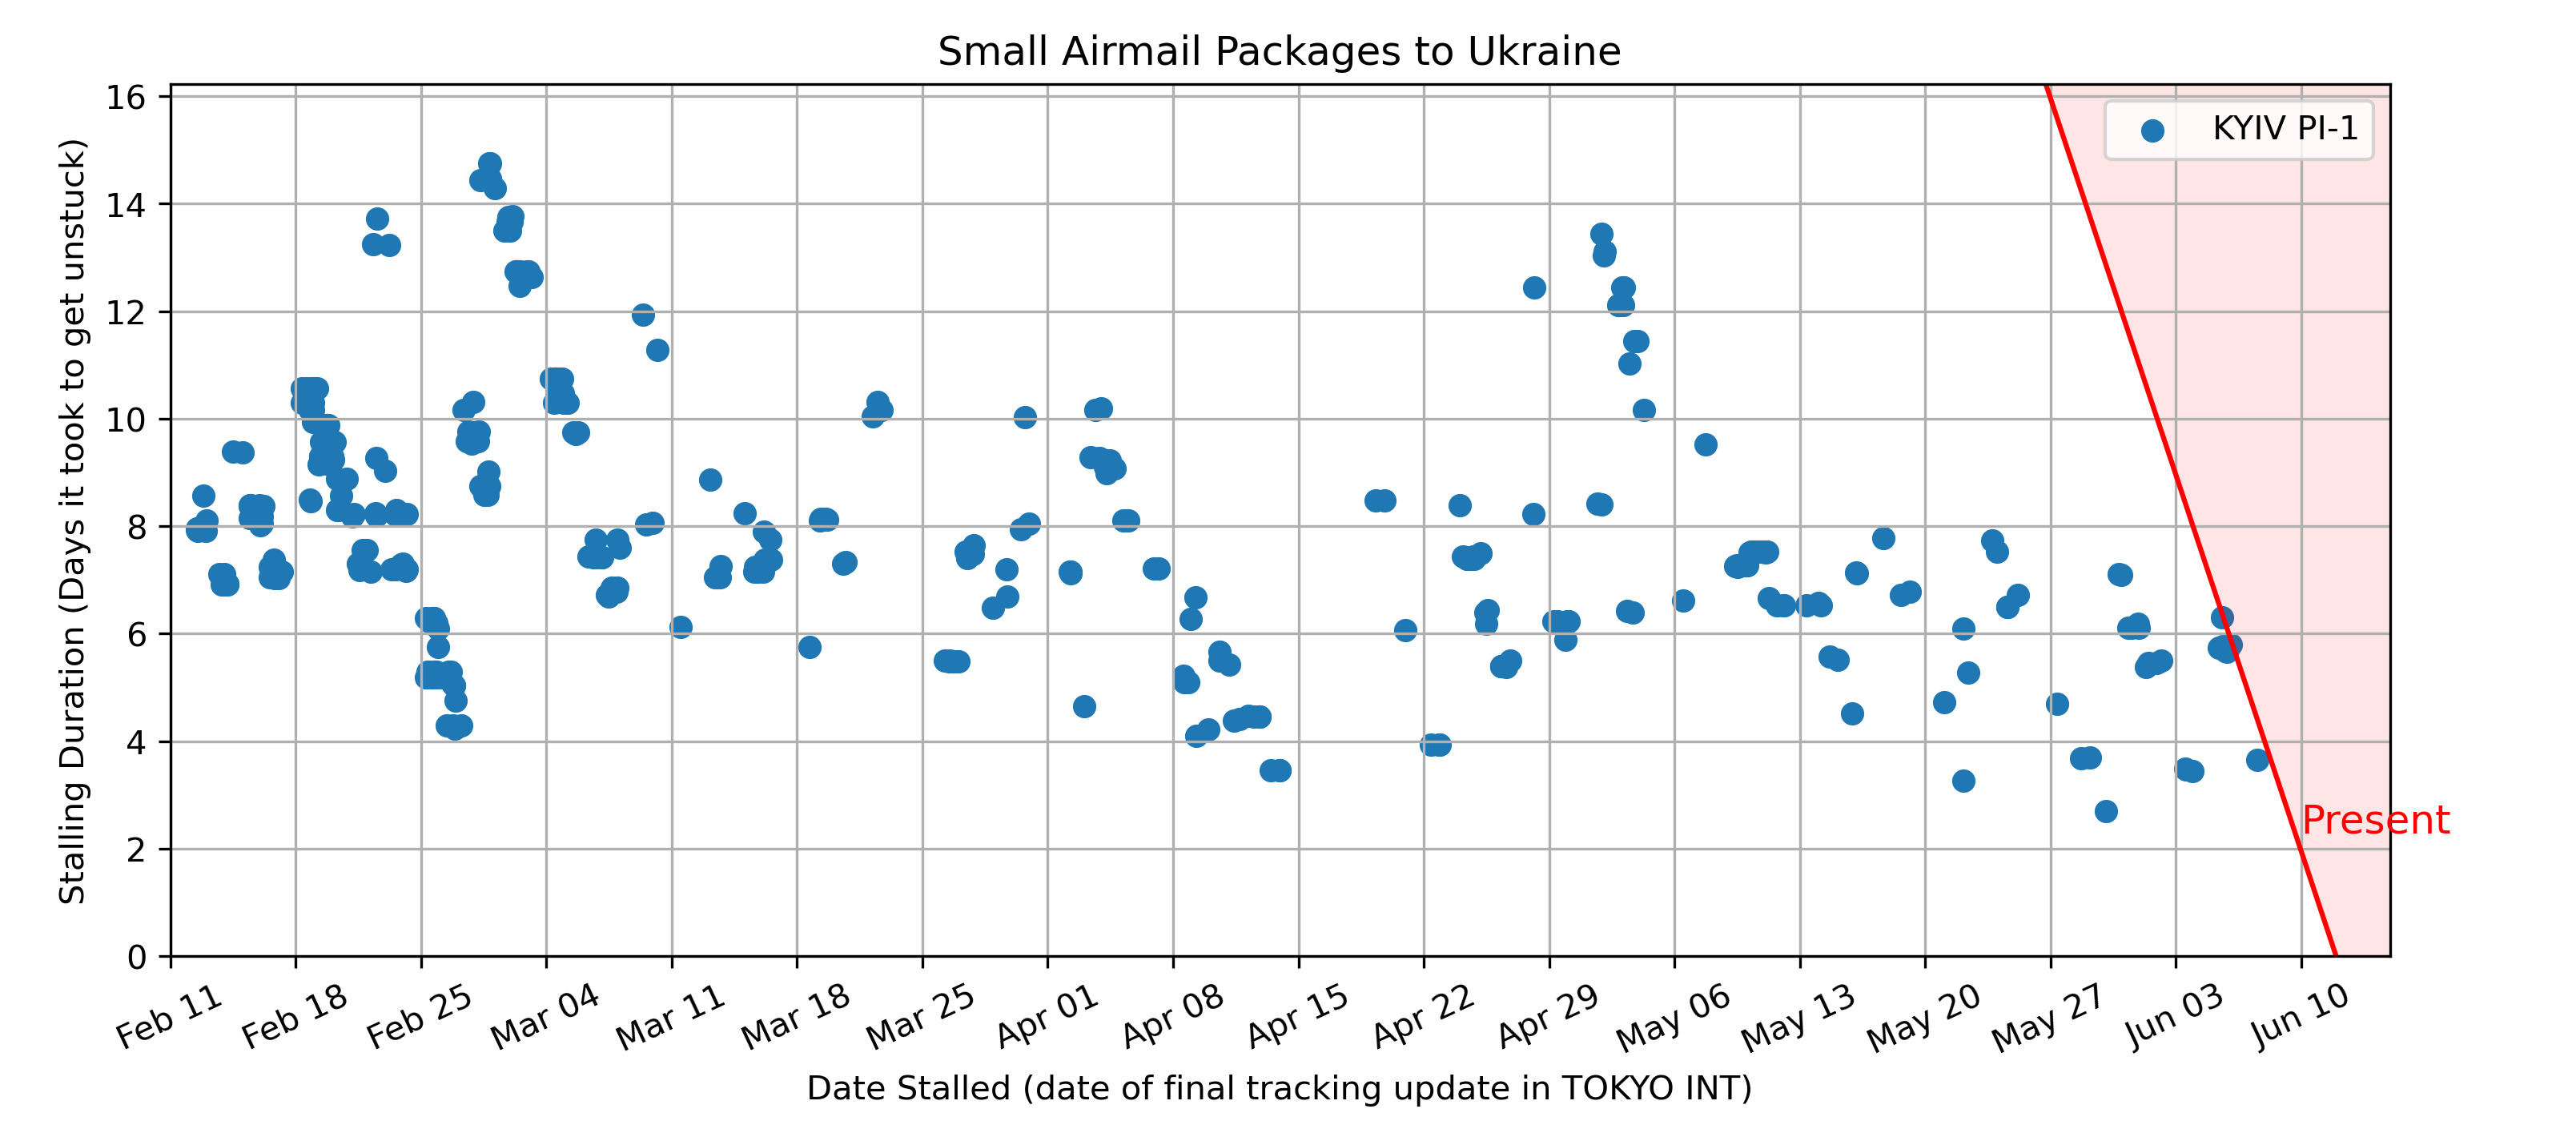 Small Airmail Packages to Ukraine
KYIV PI-1
16
14
12
10
8
6
4
2
0
Stalling Duration (Days it took to get unstuck)
Present
Feb 11
Feb 18
Feb 25
Mar 04
Mar 11
Mar 18
Mar 25
Apr 01
Apr 08
Apr 15
Apr 22
Apr 29
May 06
May 13
May 20
May 27
Jun 03
Jun 10
Date Stalled (date of final tracking update in TOKYO INT)